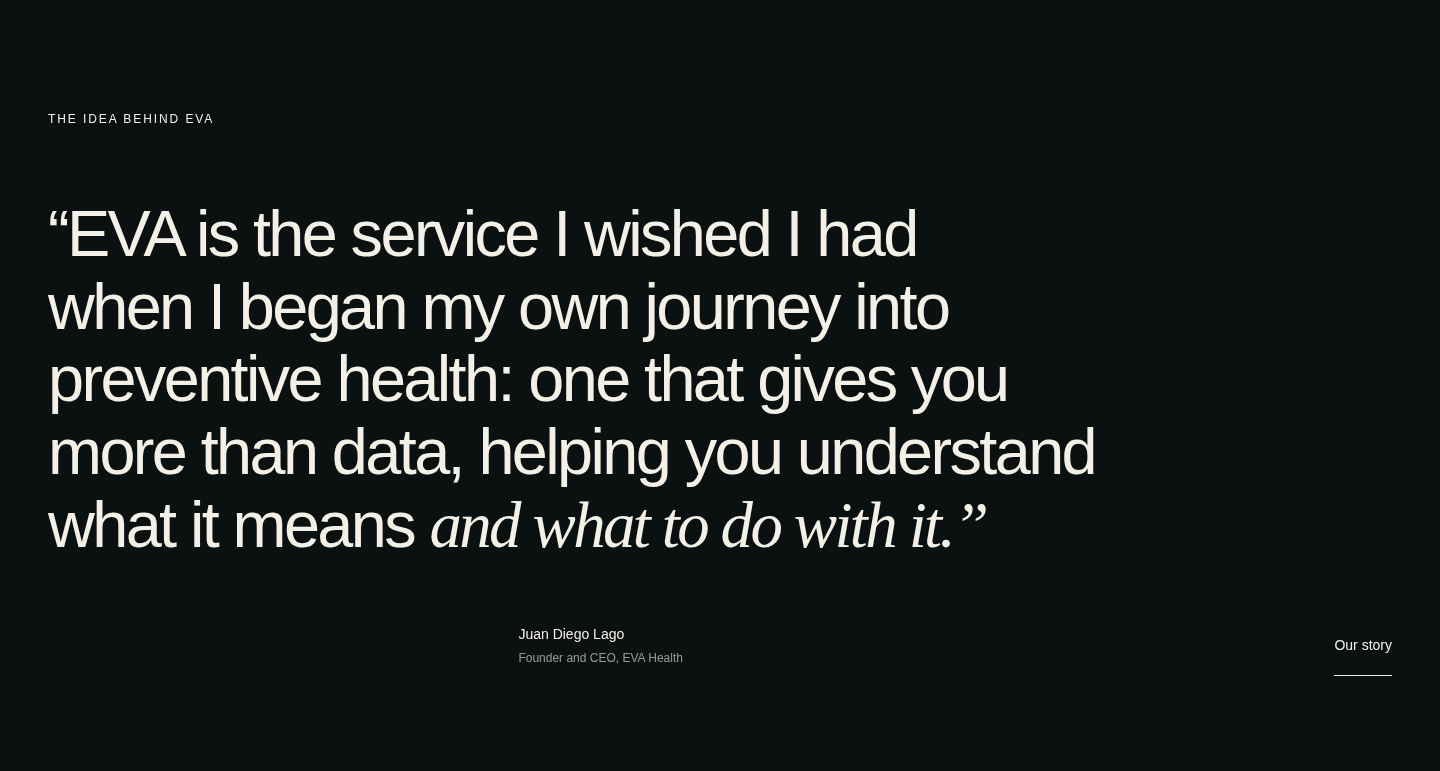 THE IDEA BEHIND EVA
“EVA is the service I wished I had
when I began my own journey into
preventive health: one that gives you
more than data, helping you understand
what it means and what to do with it.”
Juan Diego Lago
Founder and CEO, EVA Health
Our story